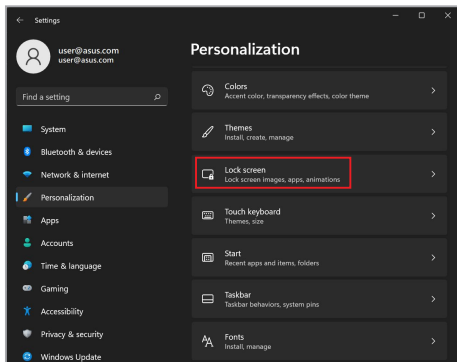 Settings
user@asus.com
user@asus.com
Find a setting
System
Bluetooth & devices
Network & internet
Personalization
Apps
Accounts
Time & language
Gaming
Accessibility
Privacy & security
Windows Update
Personalization
Colors
Accent color, transparency effects, color theme
Themes
Install, create, manage
Lock screen
Lock screen images, apps, animations
Touch keyboard
Themes, size
Start
Recent apps and items, folders
Taskbar
Taskbar behaviors, system pins
Fonts
Install, manage